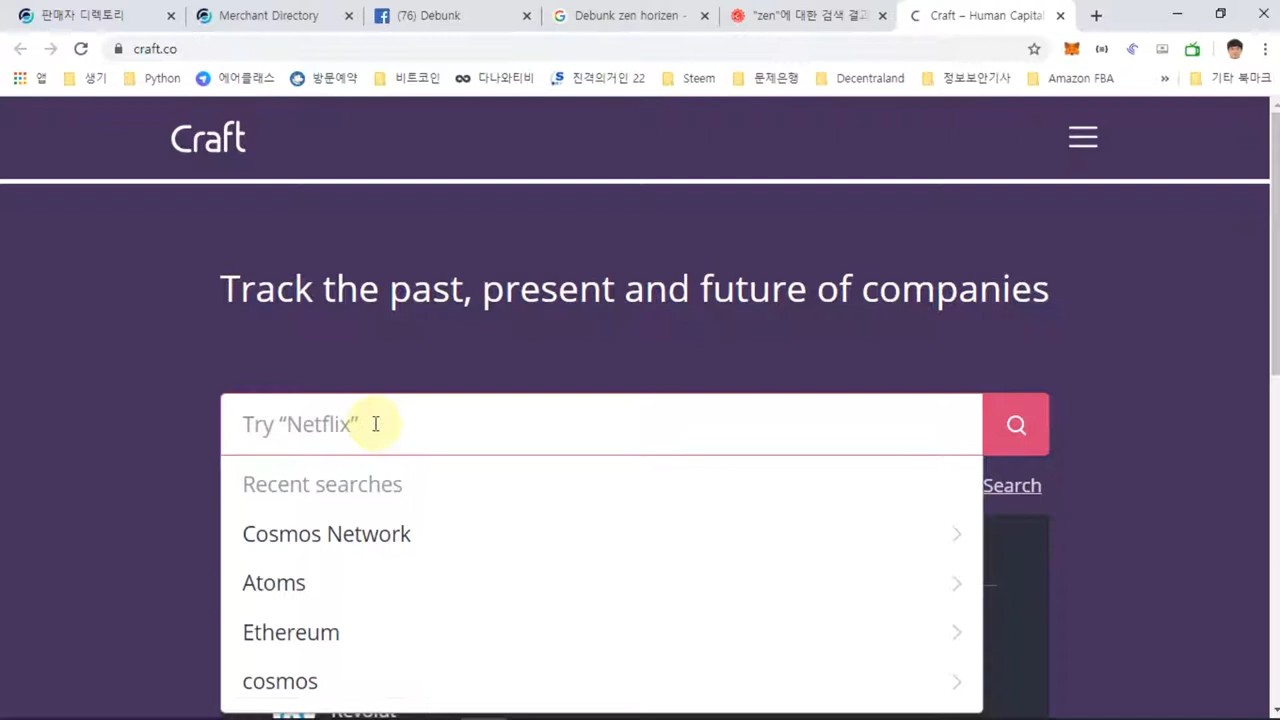 판매자 디렉토리
Merchant Directory
(76) Debunk
Debunk zen horizen -
"zen"에 대한 검색 결과
Craft – Human Capital
craft.co
앱
생기
Python
에어클래스
방문예약
비트코인
다나와티비
진격의거인 22
Steem
문제은행
Decentraland
정보보안기사
Amazon FBA
»
기타 북마크
Craft
Track the past, present and future of companies
Try “Netflix”
Recent searches
Search
Cosmos Network
Atoms
Ethereum
cosmos
Revolut